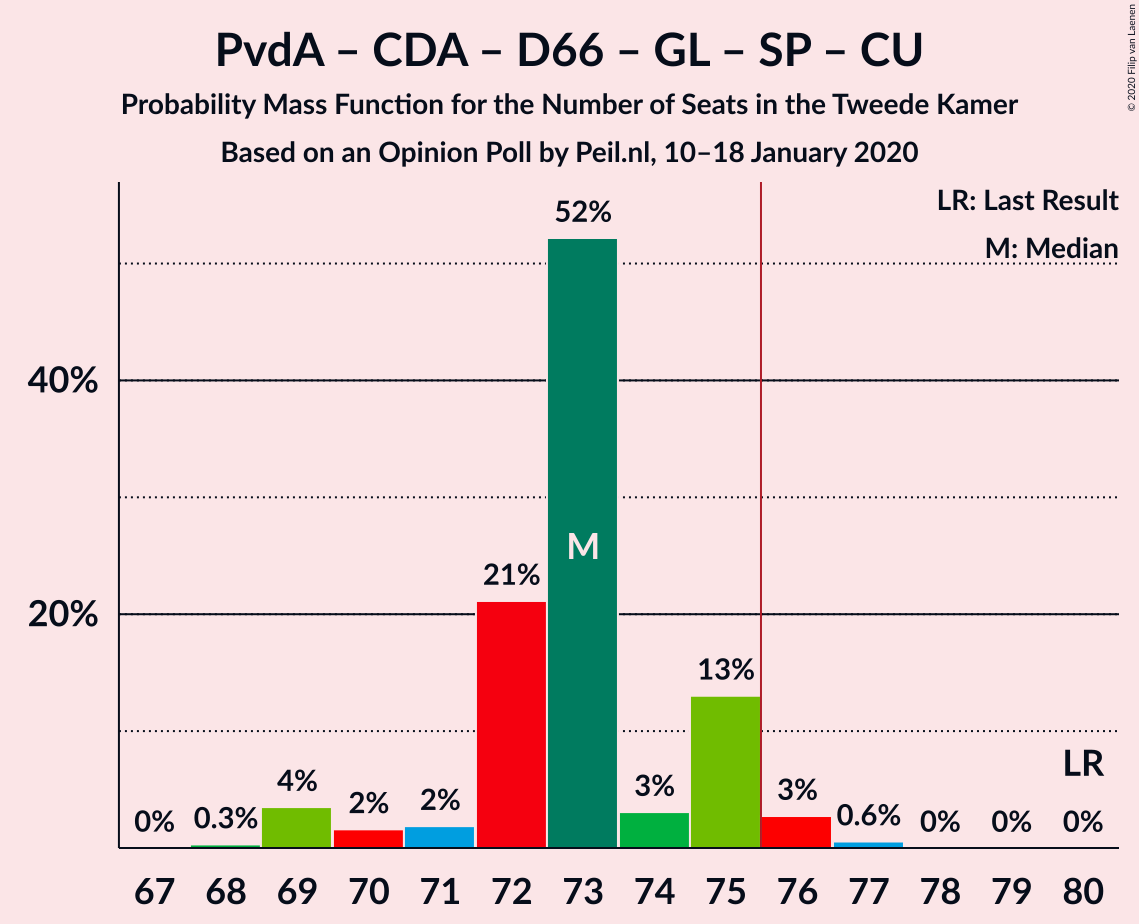 PvdA – CDA – D66 – GL – SP – CU
Probability Mass Function for the Number of Seats in the Tweede Kamer
Based on an Opinion Poll by Peil.nl, 10–18 January 2020
© 2020 Filip van Laenen
LR: Last Result
M: Median
52%
40%
M
21%
20%
13%
LR
0% 0.3% 4% 2% 2% 3% 3% 0.6% 0% 0% 0%
67 68 69 70 71 72 73 74 75 76 77 78 79 80